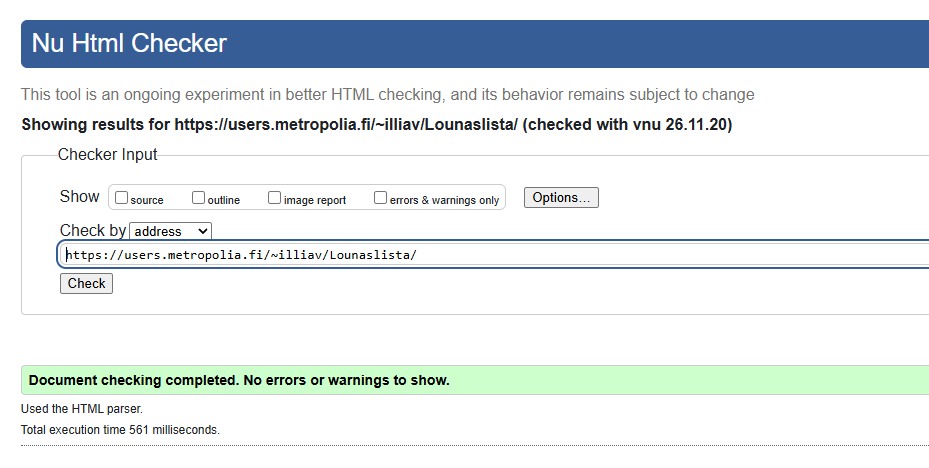 Nu Html Checker
This tool is an ongoing experiment in better HTML checking, and its behavior remains subject to change
Showing results for https://users.metropolia.fi/~illiav/Lounaslista/ (checked with vnu 26.11.20)
Checker Input
Show source outline image report errors & warnings only Options...
Check by address
https://users.metropolia.fi/~illiav/Lounaslista/
Check
Document checking completed. No errors or warnings to show.
Used the HTML parser.
Total execution time 561 milliseconds.